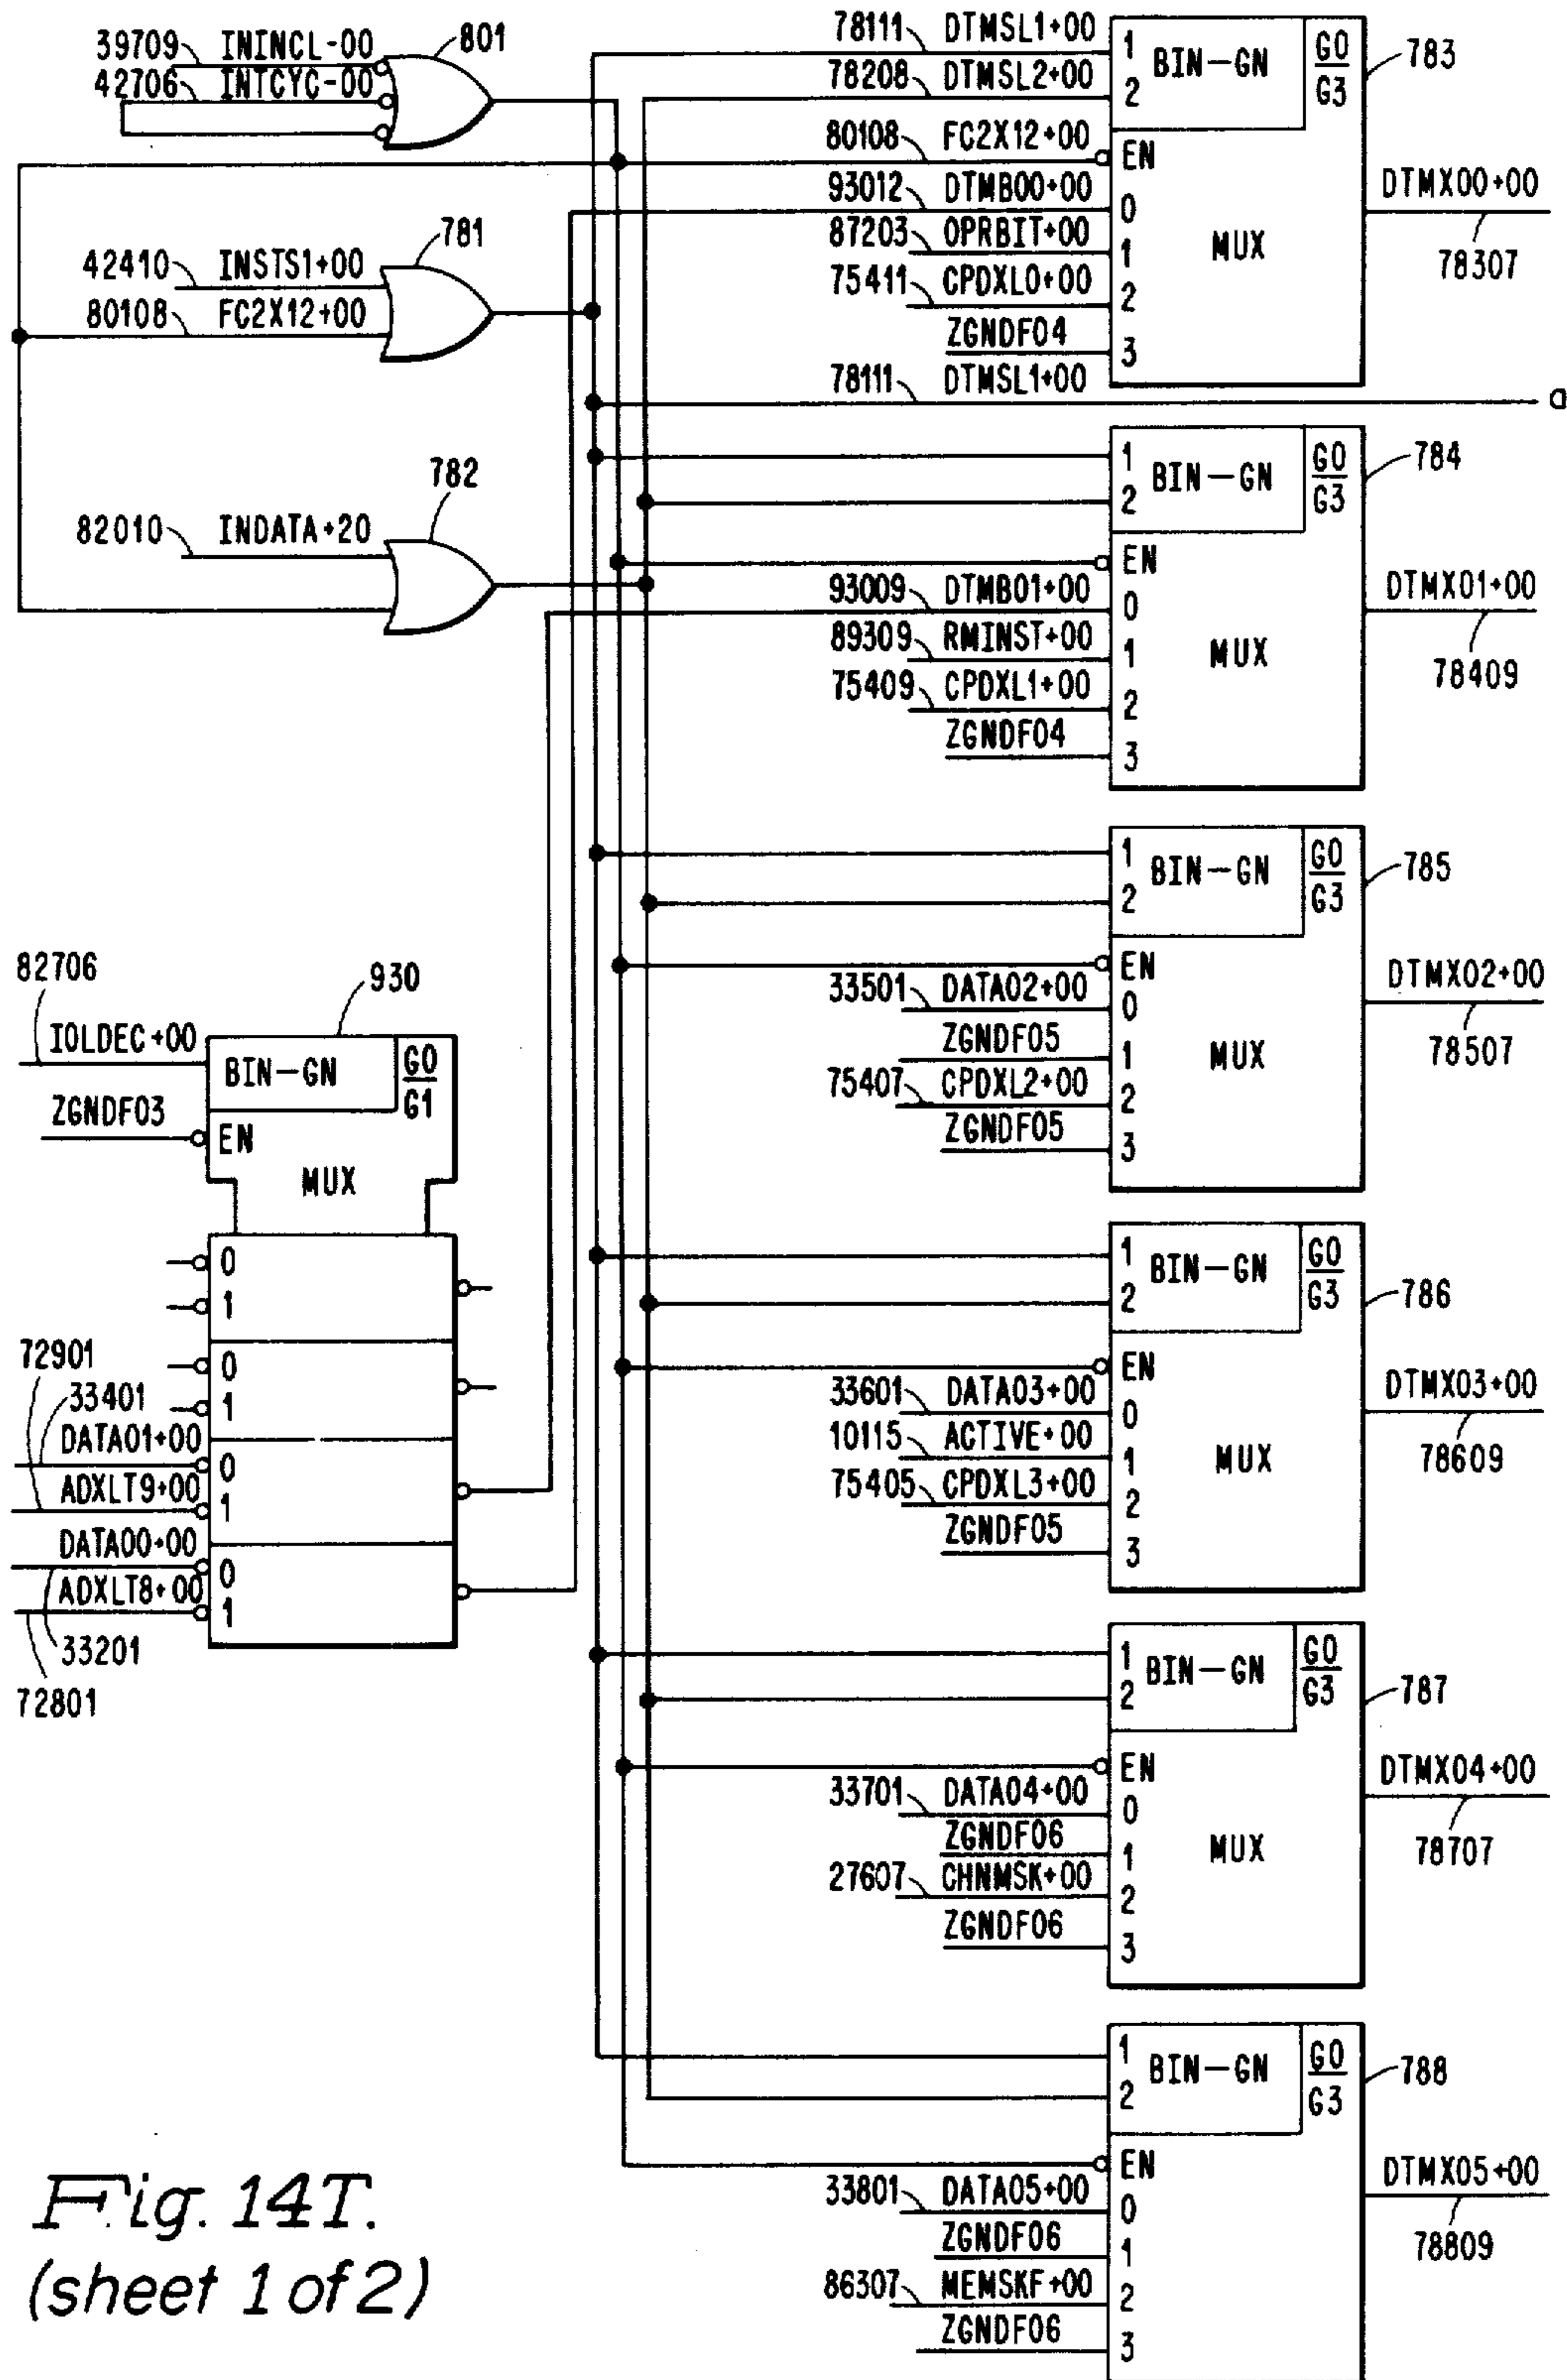 39709 ININCL-00
42706 INTCYC-00
801
42410 INSTS1+00
80108 FC2X12+00
781
82010 INDATA+20
782
78111 DTMSL1+00
78208 DTMSL2+00
80108 FC2X12+00
93012 DTMB00+00
87203 OPRBIT+00
75411 CPDXL0+00
ZGNDF04
1
2
BIN-GN
G0
G3
EN
0
1
2
3
MUX
783
DTMX00+00
78307
78111 DTMSL1+00
a
93009 DTMB01+00
89309 RMINST+00
75409 CPDXL1+00
ZGNDF04
1
2
BIN-GN
G0
G3
EN
0
1
2
3
MUX
784
DTMX01+00
78409
33501 DATA02+00
ZGNDF05
75407 CPDXL2+00
ZGNDF05
1
2
BIN-GN
G0
G3
EN
0
1
2
3
MUX
785
DTMX02+00
78507
82706
IOLDEC+00
ZGNDF03
930
BIN-GN
G0
G1
EN
MUX
0
1
0
1
72901
33401
DATA01+00
ADXLT9+00
0
1
DATA00+00
ADXLT8+00
0
1
33201
72801
33601 DATA03+00
10115 ACTIVE+00
75405 CPDXL3+00
ZGNDF05
1
2
BIN-GN
G0
G3
EN
0
1
2
3
MUX
786
DTMX03+00
78609
33701 DATA04+00
ZGNDF06
27607 CHNMSK+00
ZGNDF06
1
2
BIN-GN
G0
G3
EN
0
1
2
3
MUX
787
DTMX04+00
78707
33801 DATA05+00
ZGNDF06
86307 MEMSKF+00
ZGNDF06
1
2
BIN-GN
G0
G3
EN
0
1
2
3
MUX
788
DTMX05+00
78809
Fig. 14T.
(sheet 1 of 2)